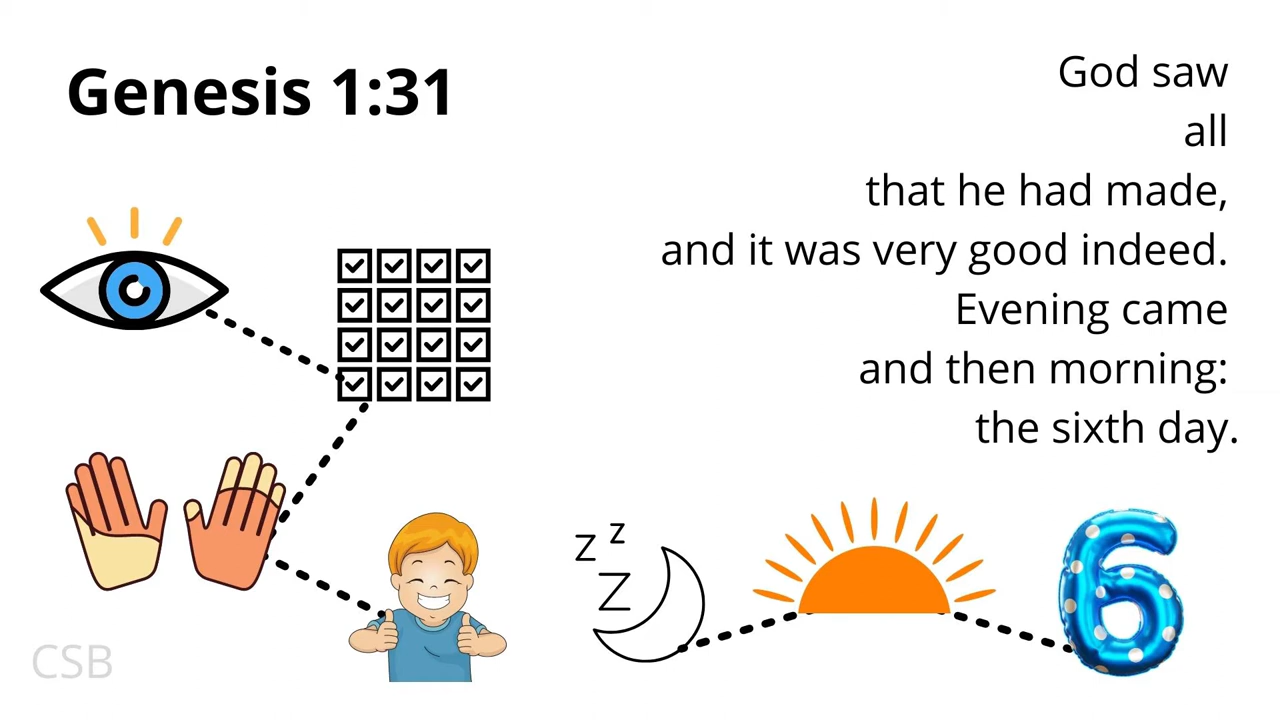 Genesis 1:31
God saw
all
that he had made,
and it was very good indeed.
Evening came
and then morning:
the sixth day.
Z z
Z
6
CSB